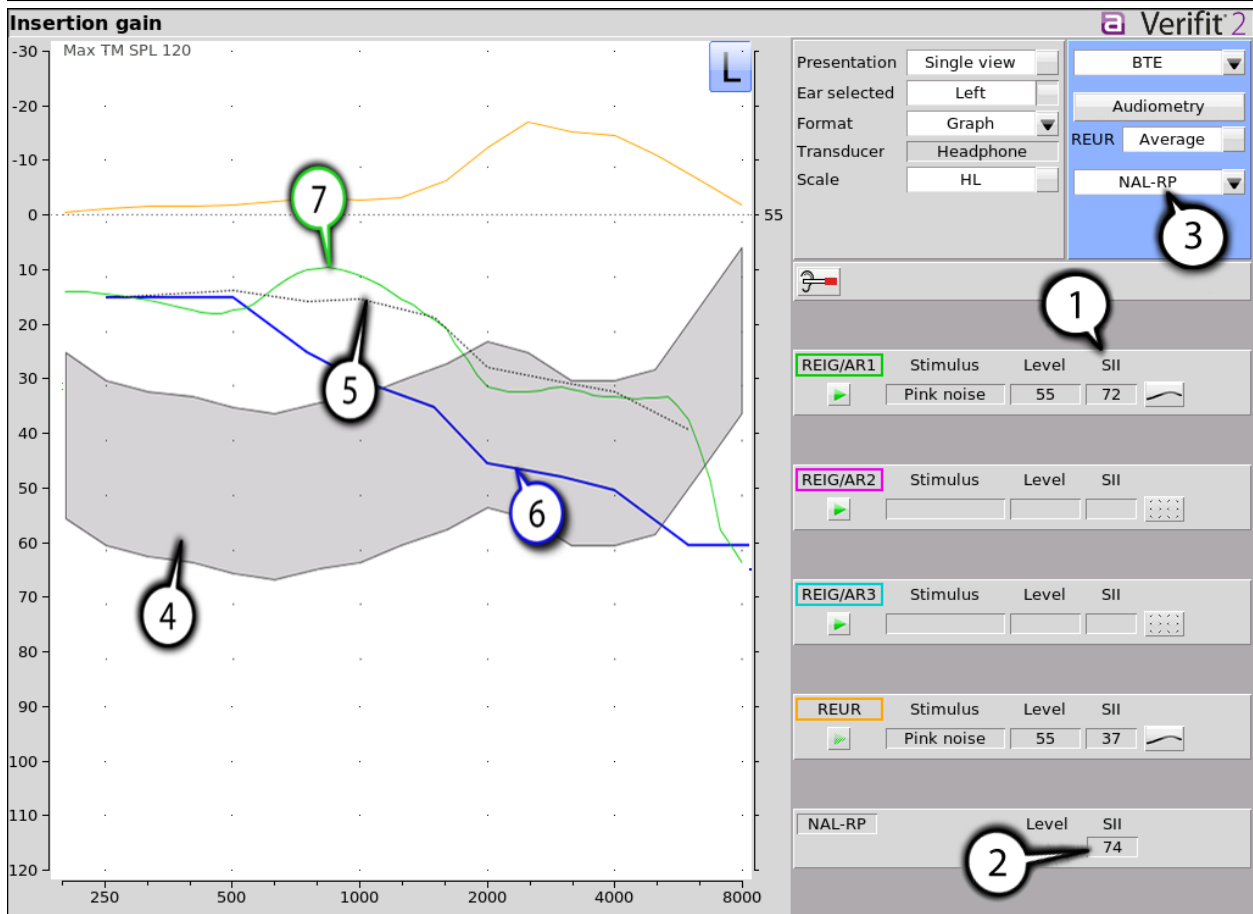 Insertion gain
a Verifit 2
Max TM SPL 120
L
-30
-20
-10
0
10
20
30
40
50
60
70
80
90
100
110
120
250 500 1000 2000 4000 8000
55
7
5
6
4
Presentation Single view
Ear selected Left
Format Graph
Transducer Headphone
Scale HL
BTE
Audiometry
REUR Average
NAL-RP
3
1
REIG/AR1 Stimulus Level SII
Pink noise 55 72
REIG/AR2 Stimulus Level SII
REIG/AR3 Stimulus Level SII
REUR Stimulus Level SII
Pink noise 55 37
NAL-RP Level SII
74
2